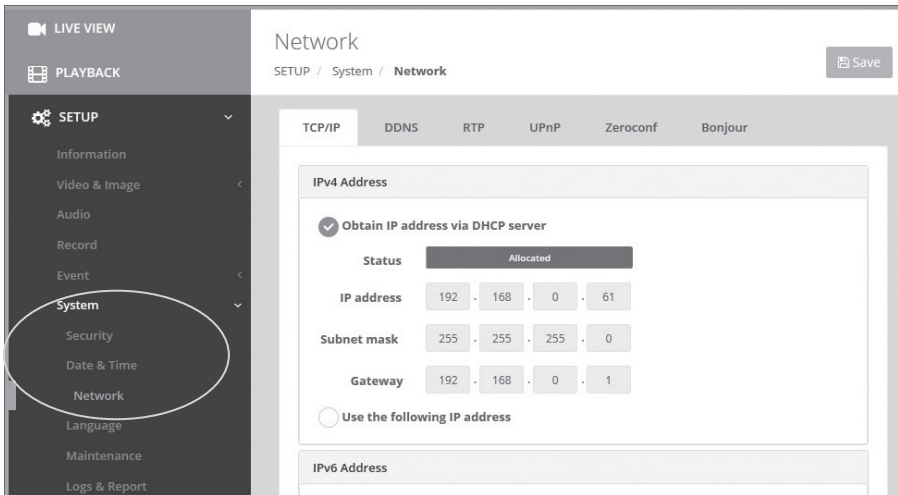 LIVE VIEW
PLAYBACK
SETUP
Information
Video & Image
Audio
Record
Event
System
Security
Date & Time
Network
Language
Maintenance
Logs & Report
Network
SETUP / System / Network
Save
TCP/IP DDNS RTP UPnP Zeroconf Bonjour
IPv4 Address
Obtain IP address via DHCP server
Status Allocated
IP address 192 . 168 . 0 . 61
Subnet mask 255 . 255 . 255 . 0
Gateway 192 . 168 . 0 . 1
Use the following IP address
IPv6 Address